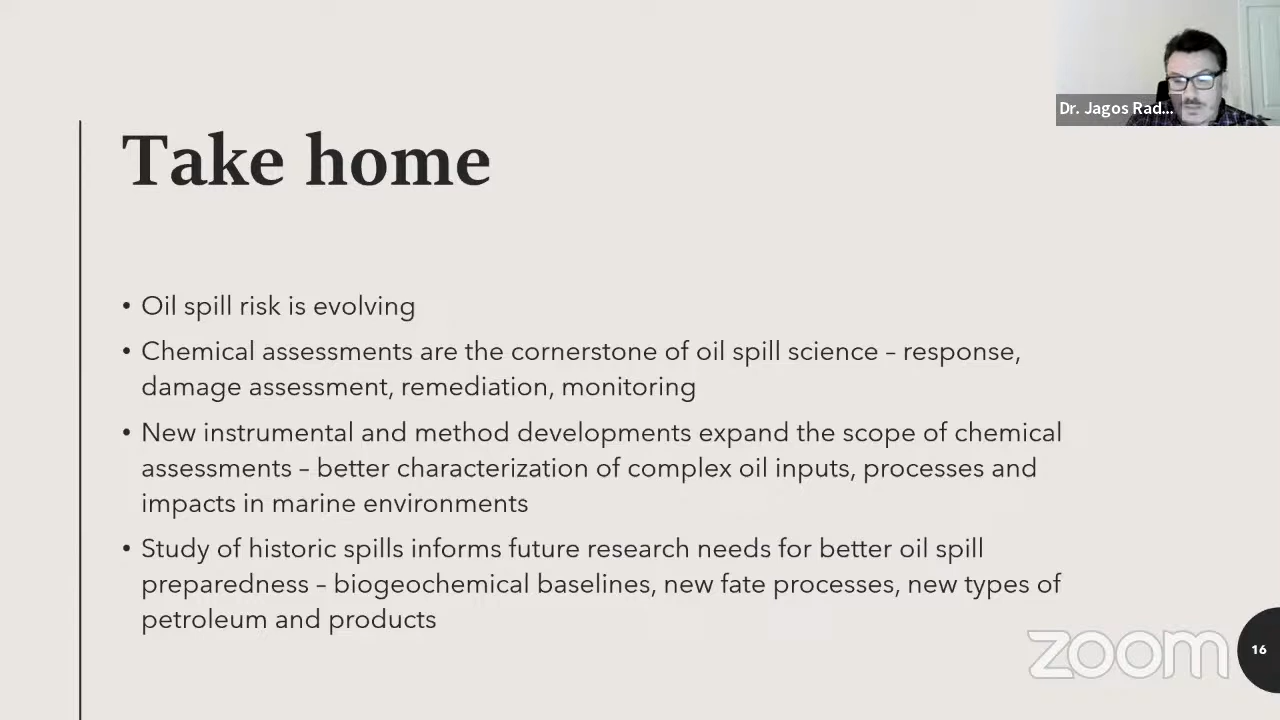 Dr. Jagos Rad...
Take home
• Oil spill risk is evolving
• Chemical assessments are the cornerstone of oil spill science – response,
damage assessment, remediation, monitoring
• New instrumental and method developments expand the scope of chemical
assessments – better characterization of complex oil inputs, processes and
impacts in marine environments
• Study of historic spills informs future research needs for better oil spill
preparedness – biogeochemical baselines, new fate processes, new types of
petroleum and products
zoom
16